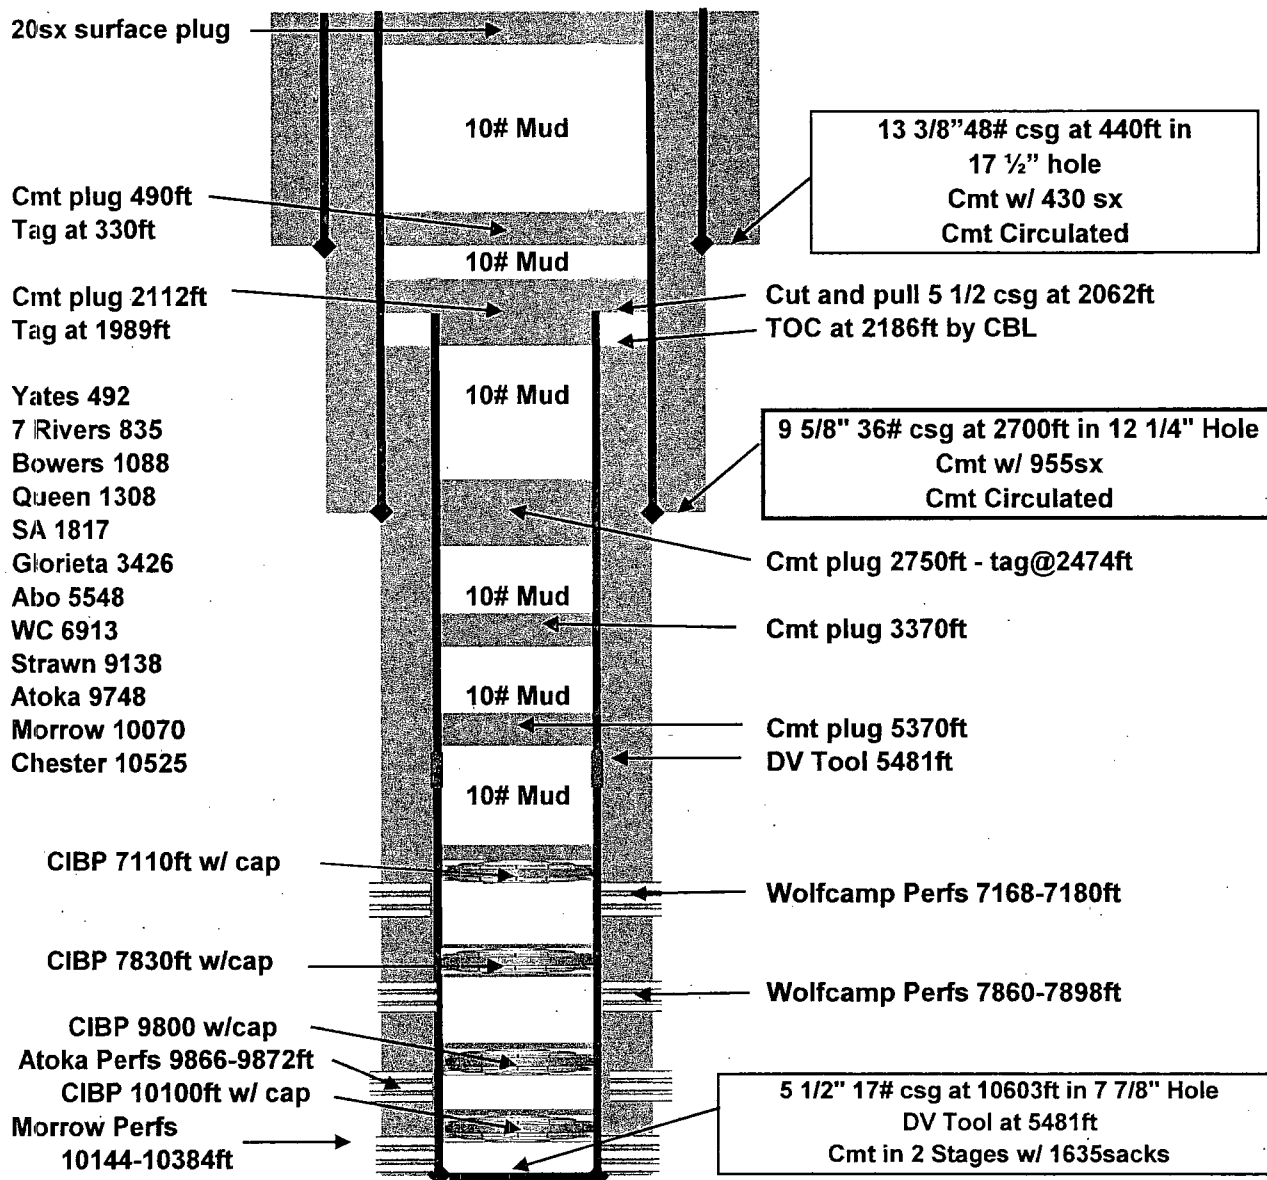 20sx surface plug
10# Mud
13 3/8"48# csg at 440ft in
17 ½" hole
Cmt w/ 430 sx
Cmt Circulated
Cmt plug 490ft
Tag at 330ft
10# Mud
Cmt plug 2112ft
Tag at 1989ft
Cut and pull 5 1/2 csg at 2062ft
TOC at 2186ft by CBL
10# Mud
Yates 492
7 Rivers 835
Bowers 1088
Queen 1308
SA 1817
Glorieta 3426
Abo 5548
WC 6913
Strawn 9138
Atoka 9748
Morrow 10070
Chester 10525
9 5/8" 36# csg at 2700ft in 12 1/4" Hole
Cmt w/ 955sx
Cmt Circulated
Cmt plug 2750ft - tag@2474ft
10# Mud
Cmt plug 3370ft
10# Mud
Cmt plug 5370ft
DV Tool 5481ft
10# Mud
CIBP 7110ft w/ cap
Wolfcamp Perfs 7168-7180ft
CIBP 7830ft w/cap
Wolfcamp Perfs 7860-7898ft
CIBP 9800 w/cap
Atoka Perfs 9866-9872ft
CIBP 10100ft w/ cap
Morrow Perfs
10144-10384ft
5 1/2" 17# csg at 10603ft in 7 7/8" Hole
DV Tool at 5481ft
Cmt in 2 Stages w/ 1635sacks